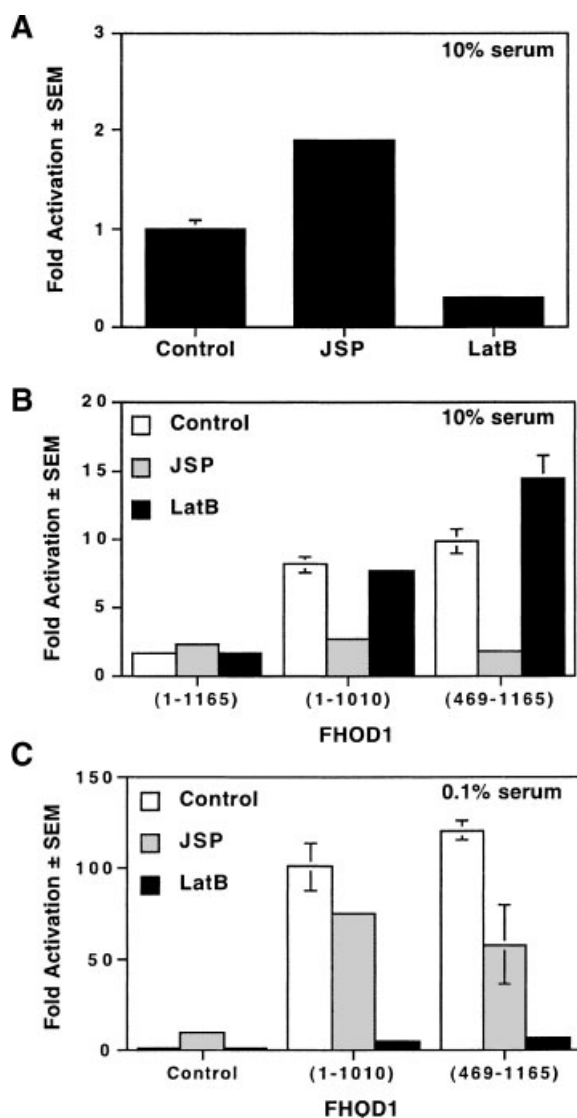 A
Fold Activation ± SEM
3
2
1
0
10% serum
Control JSP LatB
B
Fold Activation ± SEM
20
15
10
5
0
10% serum
Control
JSP
LatB
(1-1165) (1-1010) (469-1165)
FHOD1
C
Fold Activation ± SEM
150
100
50
0
0.1% serum
Control
JSP
LatB
Control (1-1010) (469-1165)
FHOD1